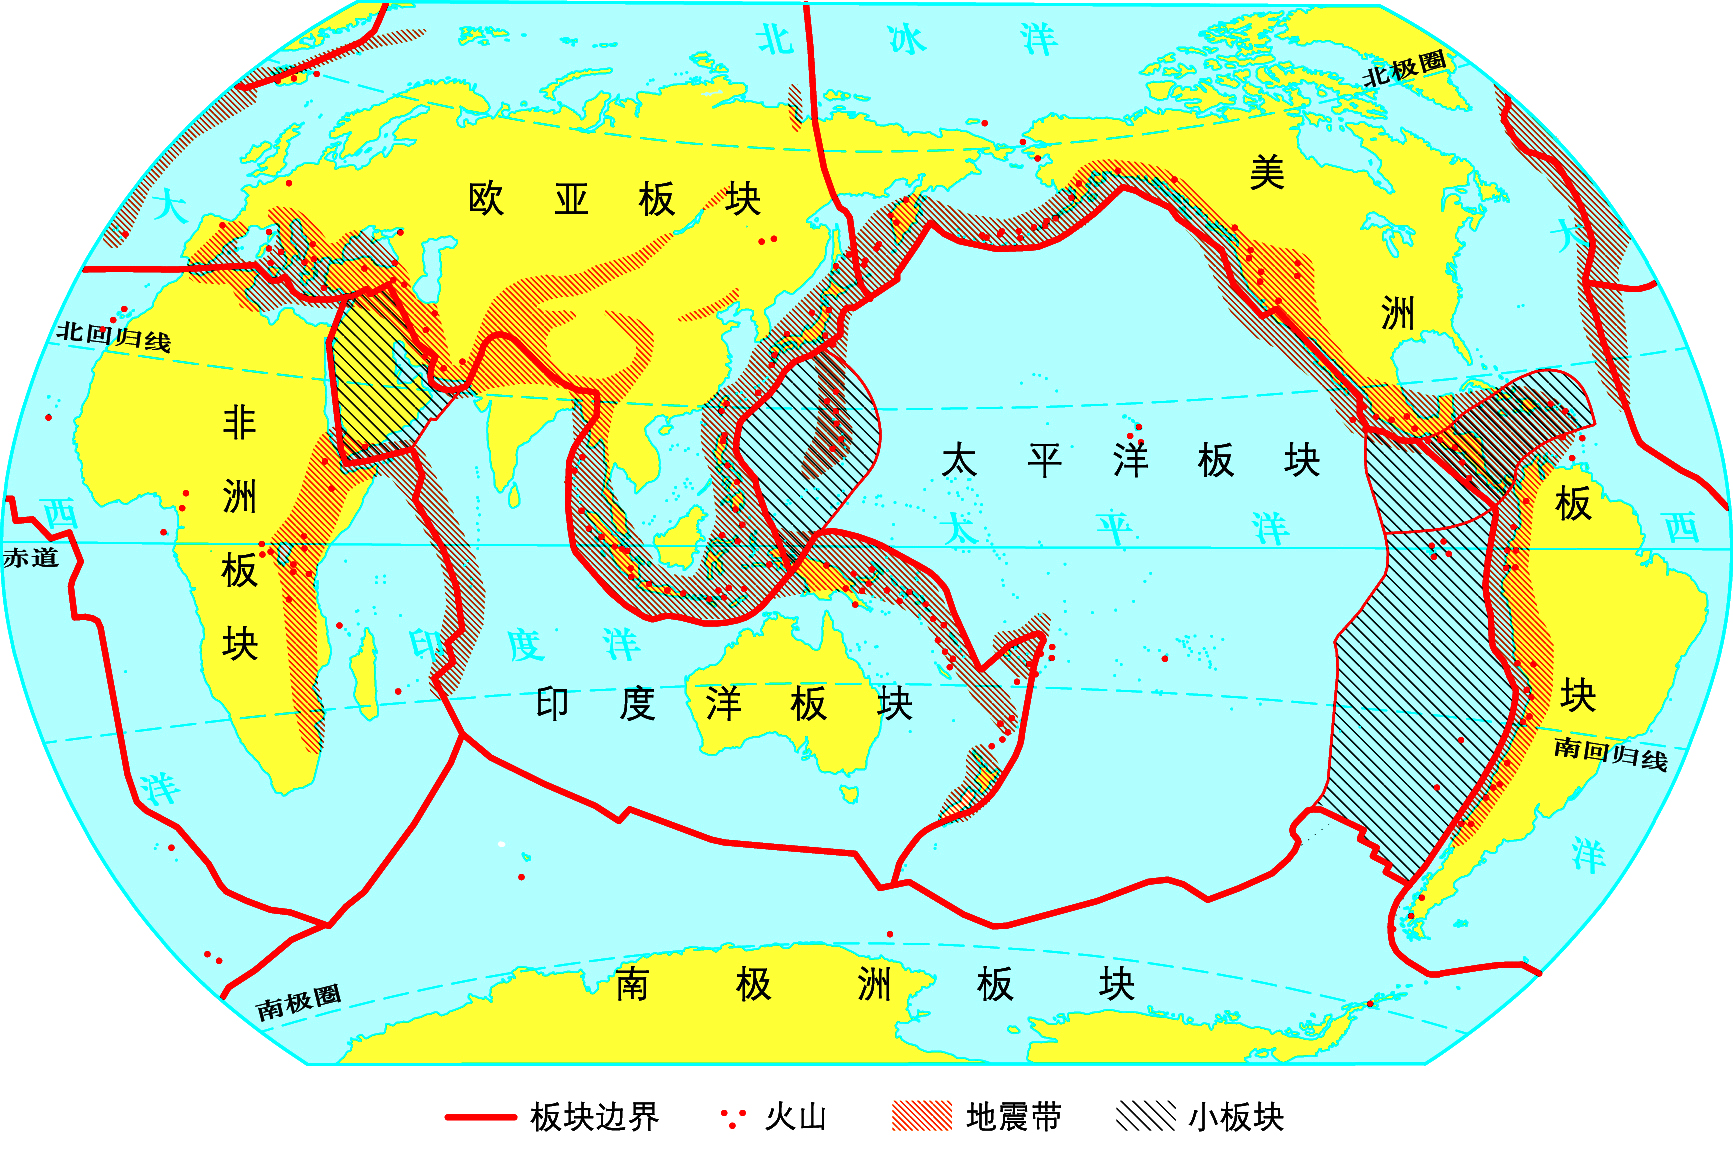 北冰洋
北极圈
欧亚板块
美洲板块
大西洋
大西洋
北回归线
非洲板块
太平洋板块
太平洋
赤道
印度洋
印度洋板块
南回归线
南极洲板块
南极圈
板块边界
火山
地震带
小板块